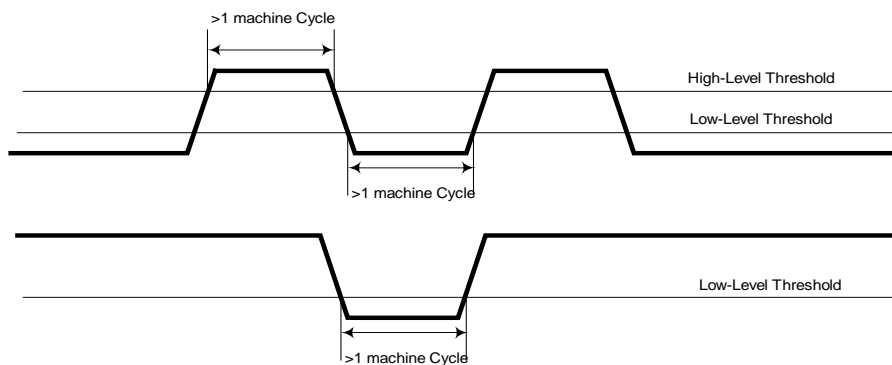 >1 machine Cycle
High-Level Threshold
Low-Level Threshold
>1 machine Cycle
Low-Level Threshold
>1 machine Cycle